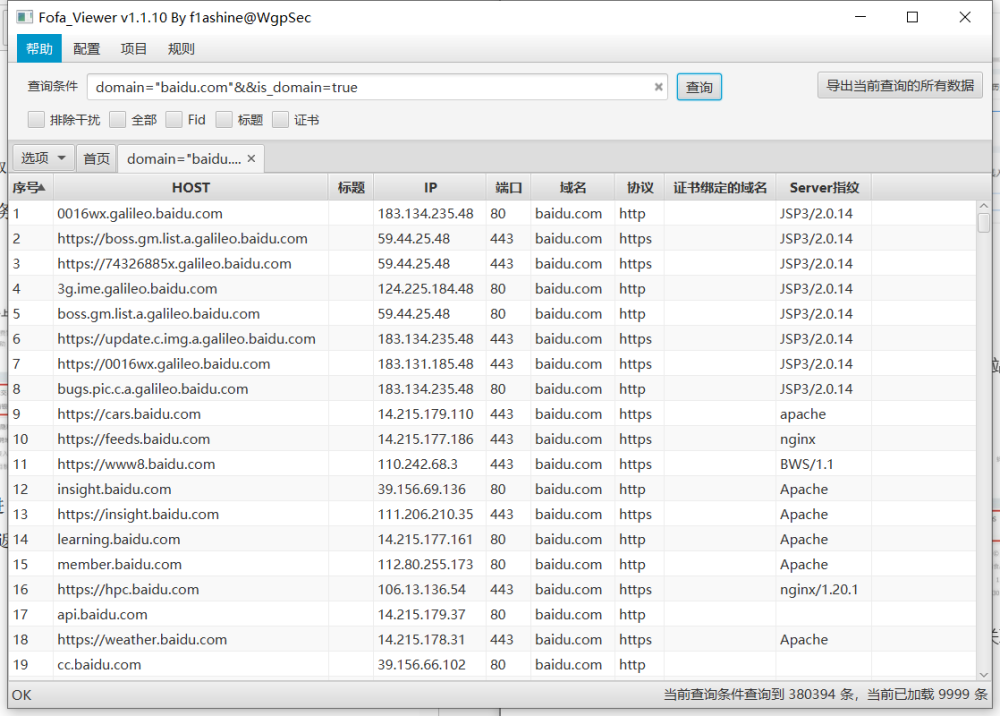 Fofa_Viewer v1.1.10 By f1ashine@WgpSec
帮助 配置 项目 规则
查询条件 domain="baidu.com"&&is_domain=true 查询 导出当前查询的所有数据
排除干扰 全部 Fid 标题 证书
选项 首页 domain="baidu....
序号 HOST 标题 IP 端口 域名 协议 证书绑定的域名 Server指纹
1 0016wx.galileo.baidu.com 183.134.235.48 80 baidu.com http JSP3/2.0.14
2 https://boss.gm.list.a.galileo.baidu.com 59.44.25.48 443 baidu.com https JSP3/2.0.14
3 https://74326885x.galileo.baidu.com 59.44.25.48 443 baidu.com https JSP3/2.0.14
4 3g.ime.galileo.baidu.com 124.225.184.48 80 baidu.com http JSP3/2.0.14
5 boss.gm.list.a.galileo.baidu.com 59.44.25.48 80 baidu.com http JSP3/2.0.14
6 https://update.c.img.a.galileo.baidu.com 183.134.235.48 443 baidu.com https JSP3/2.0.14
7 https://0016wx.galileo.baidu.com 183.131.185.48 443 baidu.com https JSP3/2.0.14
8 bugs.pic.c.a.galileo.baidu.com 183.134.235.48 80 baidu.com http JSP3/2.0.14
9 https://cars.baidu.com 14.215.179.110 443 baidu.com https apache
10 https://feeds.baidu.com 14.215.177.186 443 baidu.com https nginx
11 https://www8.baidu.com 110.242.68.3 443 baidu.com https BWS/1.1
12 insight.baidu.com 39.156.69.136 80 baidu.com http Apache
13 https://insight.baidu.com 111.206.210.35 443 baidu.com https Apache
14 learning.baidu.com 14.215.177.161 80 baidu.com http Apache
15 member.baidu.com 112.80.255.173 80 baidu.com http Apache
16 https://hpc.baidu.com 106.13.136.54 443 baidu.com https nginx/1.20.1
17 api.baidu.com 14.215.179.37 80 baidu.com http
18 https://weather.baidu.com 14.215.178.31 443 baidu.com https Apache
19 cc.baidu.com 39.156.66.102 80 baidu.com http
OK 当前查询条件查询到 380394 条，当前已加载 9999 条